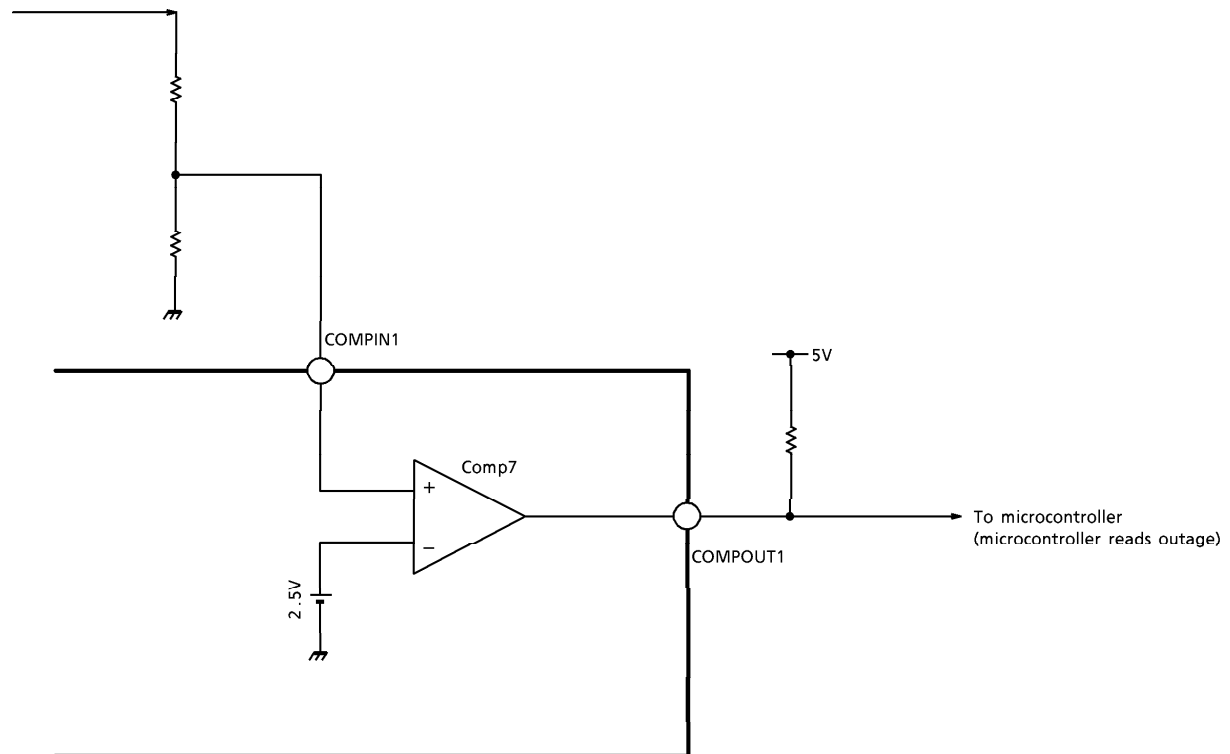 COMPIN1
5V
Comp7
+
−
To microcontroller
(microcontroller reads outage)
COMPOUT1
2.5V